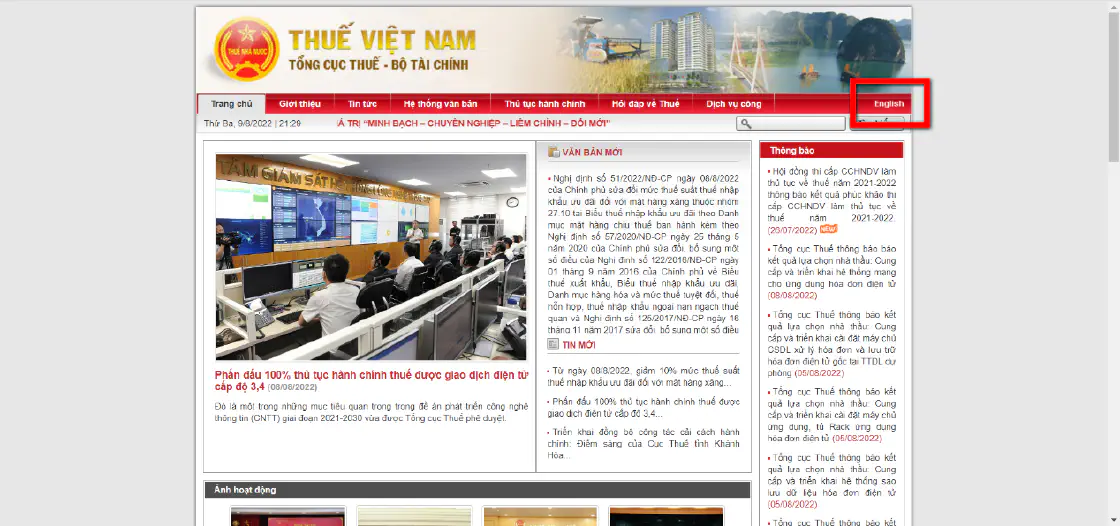 THUẾ NHÀ NƯỚC
THUẾ VIỆT NAM
TỔNG CỤC THUẾ - BỘ TÀI CHÍNH
Trang chủ
Giới thiệu
Tin tức
Hệ thống văn bản
Thủ tục hành chính
Hỏi đáp về Thuế
Dịch vụ công
English
Thứ Ba, 9/8/2022 | 21:29
Á TRỊ "MINH BẠCH – CHUYÊN NGHIỆP – LIÊM CHÍNH – ĐỔI MỚI"
TÂM GIÁM SÁT
Phấn đấu 100% thủ tục hành chính thuế được giao dịch điện tử
cấp độ 3,4 (08/08/2022)
Đó là một trong những mục tiêu quan trọng trong đề án phát triển công nghệ
thông tin (CNTT) giai đoạn 2021-2030 vừa được Tổng cục Thuế phê duyệt.
VĂN BẢN MỚI
Nghị định số 51/2022/NĐ-CP ngày 08/8/2022
của Chính phủ sửa đổi mức thuế suất thuế nhập
khẩu ưu đãi đối với mặt hàng xăng thuộc nhóm
27.10 tại Biểu thuế nhập khẩu ưu đãi theo Danh
mục mặt hàng chịu thuế ban hành kèm theo
Nghị định số 57/2020/NĐ-CP ngày 25 tháng 5
năm 2020 của Chính phủ sửa đổi, bổ sung một
số điều của Nghị định số 122/2016/NĐ-CP ngày
01 tháng 9 năm 2016 của Chính phủ về Biểu
thuế xuất khẩu, Biểu thuế nhập khẩu ưu đãi,
Danh mục hàng hóa và mức thuế tuyệt đối, thuế
hỗn hợp, thuế nhập khẩu ngoài hạn ngạch thuế
quan và Nghị định số 125/2017/NĐ-CP ngày 16
tháng 11 năm 2017 sửa đổi, bổ sung một số điều
TIN MỚI
Từ ngày 08/8/2022, giảm 10% mức thuế suất
thuế nhập khẩu ưu đãi đối với mặt hàng xăng...
Phấn đấu 100% thủ tục hành chính thuế được
giao dịch điện tử cấp độ 3,4...
Triển khai đồng bộ công tác cải cách hành
chính: Điểm sáng của Cục Thuế tỉnh Khánh
Hòa...
Thông báo
Hội đồng thi cấp CCHNDV làm
thủ tục về thuế năm 2021-2022
thông báo kết quả phúc khảo thi
cấp CCHNDV làm thủ tục về
thuế năm 2021-2022.
(29/07/2022) NEW
Tổng cục Thuế thông báo báo
kết quả lựa chọn nhà thầu: Cung
cấp và triển khai hệ thống mạng
cho ứng dụng hóa đơn điện tử
(08/08/2022)
Tổng cục Thuế thông báo kết
quả lựa chọn nhà thầu: Cung
cấp và triển khai cài đặt máy chủ
CSDL xử lý hóa đơn và lưu trữ
hóa đơn điện tử gốc tại TTDL dự
phòng (05/08/2022)
Tổng cục Thuế thông báo kết
quả lựa chọn nhà thầu: Cung
cấp và triển khai cài đặt máy chủ
ứng dụng, tủ Rack ứng dụng
hóa đơn điện tử (05/08/2022)
Tổng cục Thuế thông báo kết
quả lựa chọn nhà thầu: Cung
cấp và triển khai hệ thống sao
lưu dữ liệu hóa đơn điện tử
(05/08/2022)
Tổng cục Thuế thông báo kết
Ảnh hoạt động